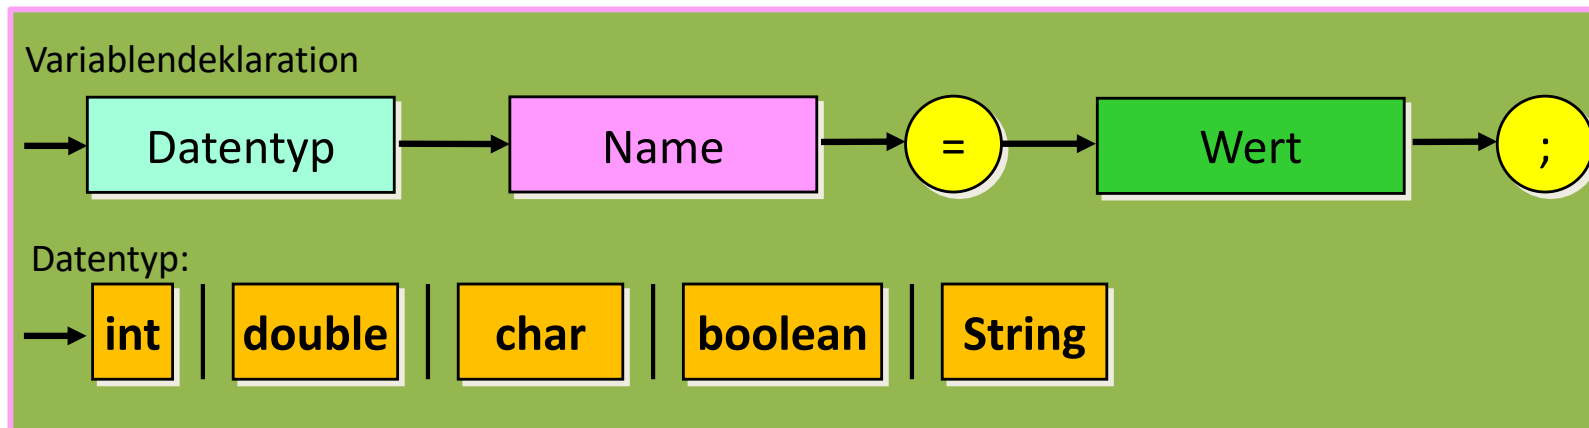 Variablendeklaration
Datentyp Name = Wert ;
Datentyp:
int | double | char | boolean | String